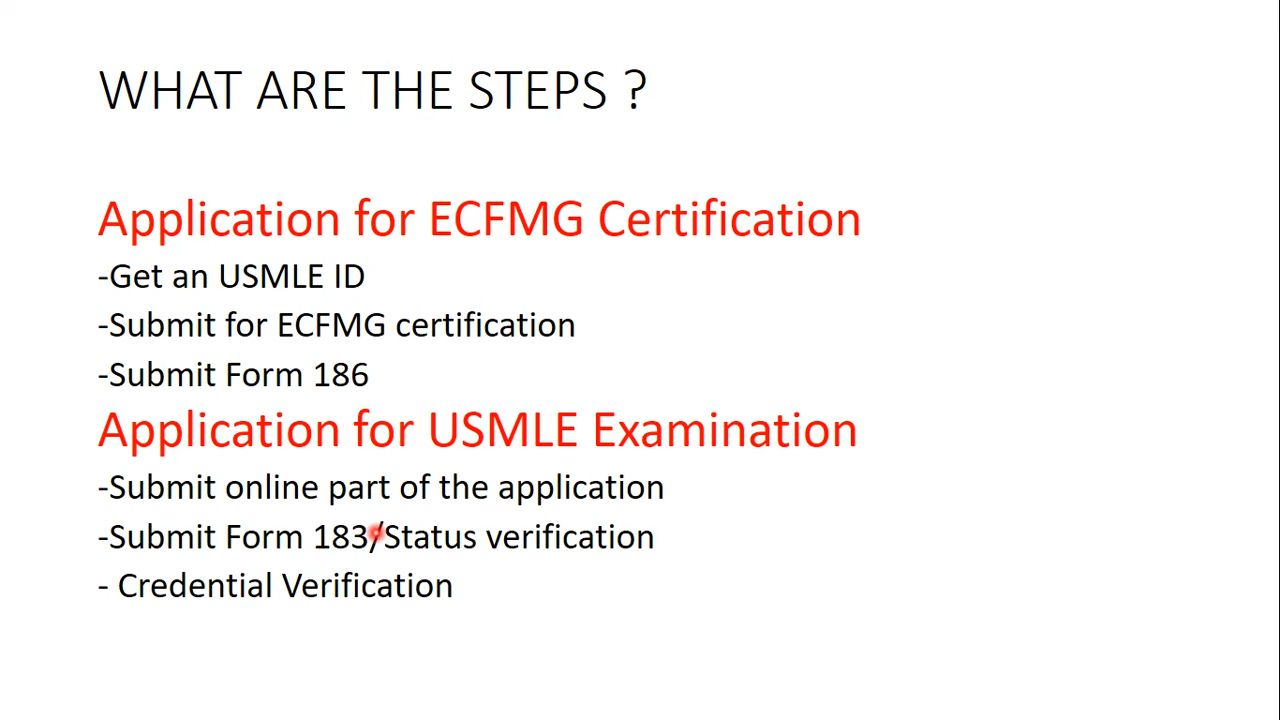 WHAT ARE THE STEPS ?
Application for ECFMG Certification
-Get an USMLE ID
-Submit for ECFMG certification
-Submit Form 186
Application for USMLE Examination
-Submit online part of the application
-Submit Form 183/Status verification
- Credential Verification